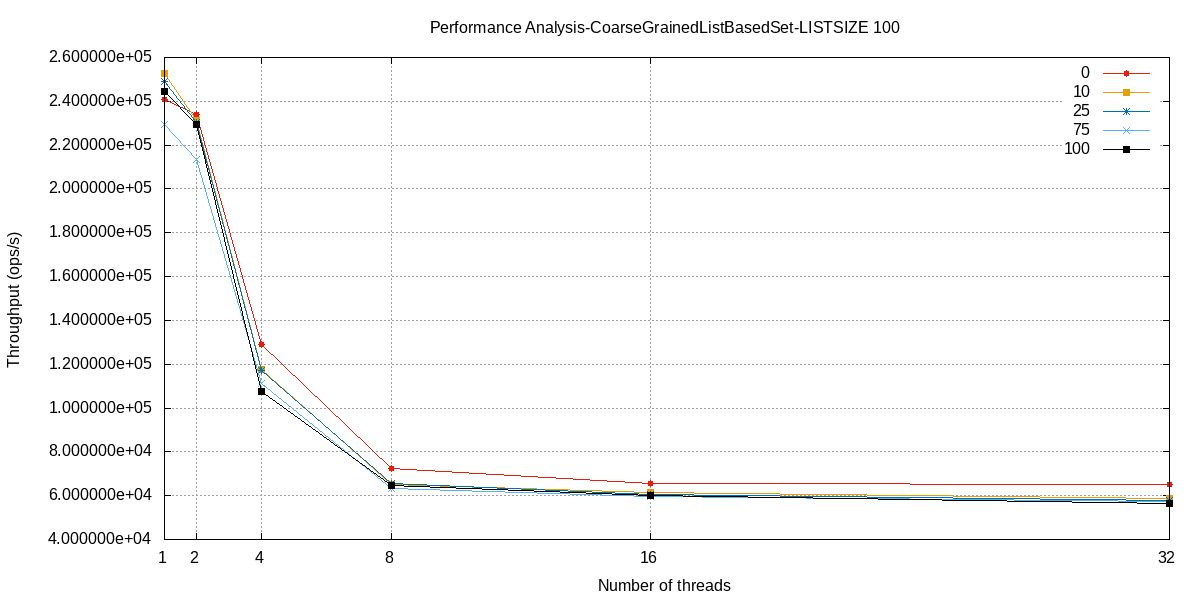 Performance Analysis-CoarseGrainedListBasedSet-LISTSIZE 100
2.600000e+05
2.400000e+05
2.200000e+05
2.000000e+05
1.800000e+05
1.600000e+05
1.400000e+05
1.200000e+05
1.000000e+05
8.000000e+04
6.000000e+04
4.000000e+04
Throughput (ops/s)
0
10
25
75
100
1 2 4 8 16 32
Number of threads